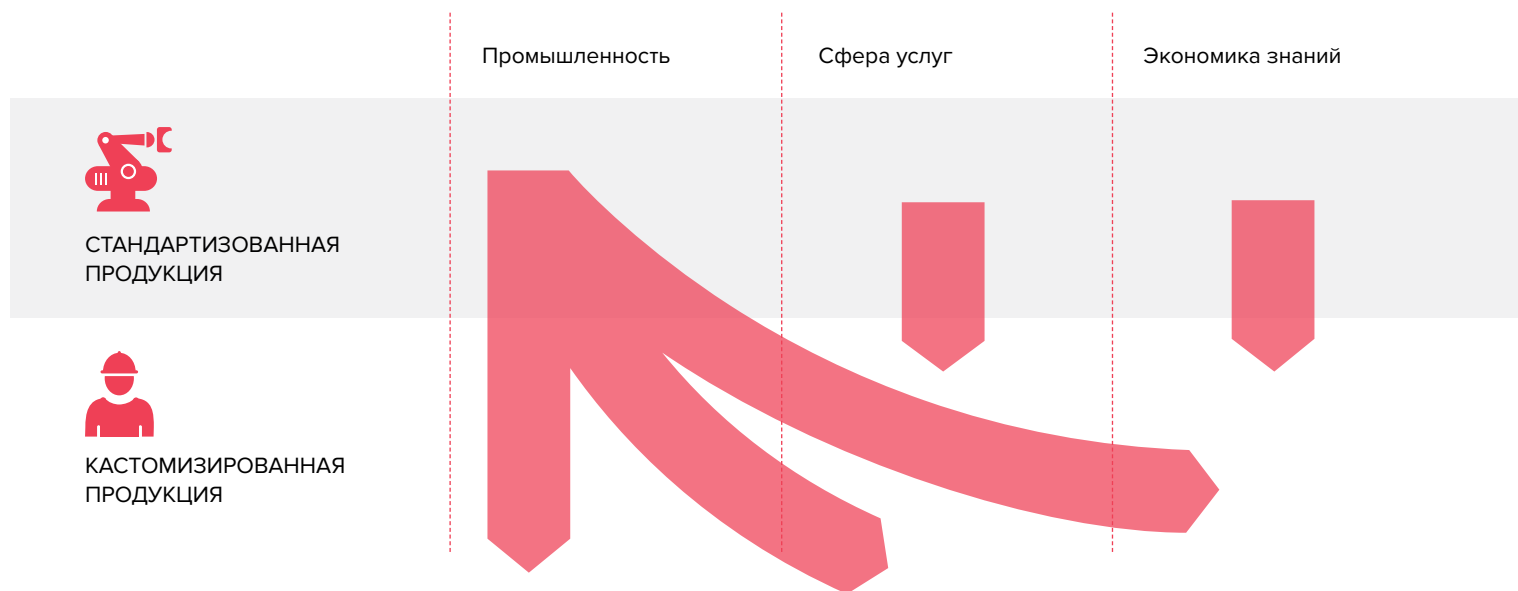 Промышленность
Сфера услуг
Экономика знаний
СТАНДАРТИЗОВАННАЯ
ПРОДУКЦИЯ
КАСТОМИЗИРОВАННАЯ
ПРОДУКЦИЯ